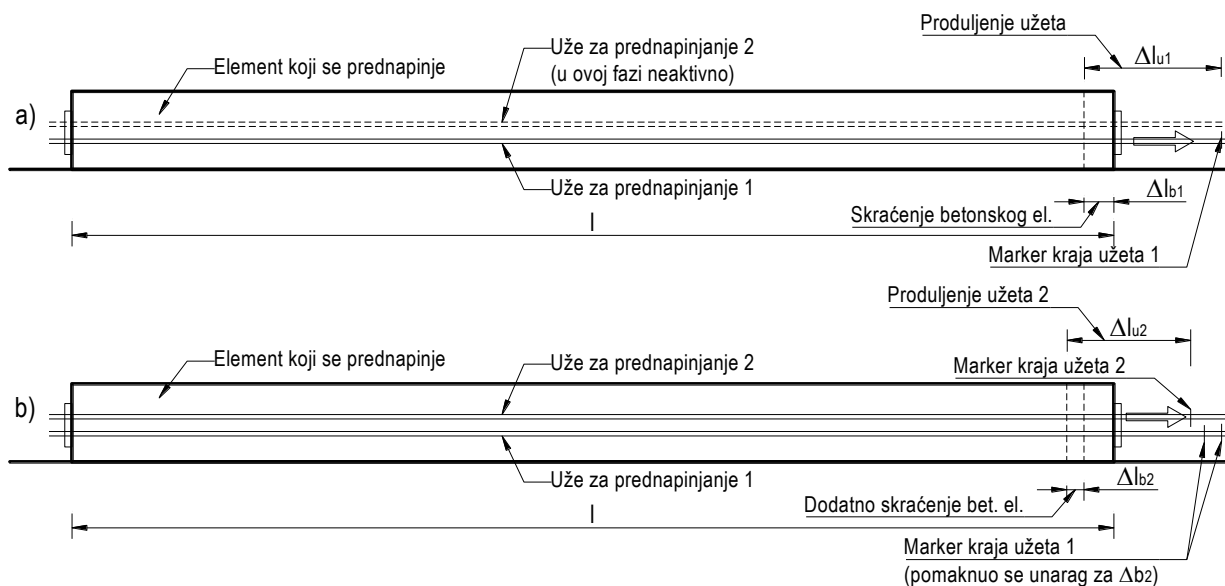 Produljenje užeta
Δlu1
Uže za prednapinjanje 2
(u ovoj fazi neaktivno)
Element koji se prednapinje
a)
Uže za prednapinjanje 1
Δlb1
Skraćenje betonskog el.
l
Marker kraja užeta 1
Produljenje užeta 2
Δlu2
Element koji se prednapinje
Uže za prednapinjanje 2
Marker kraja užeta 2
b)
Uže za prednapinjanje 1
Δlb2
Dodatno skraćenje bet. el.
l
Marker kraja užeta 1
(pomaknuo se unarag za Δb2)